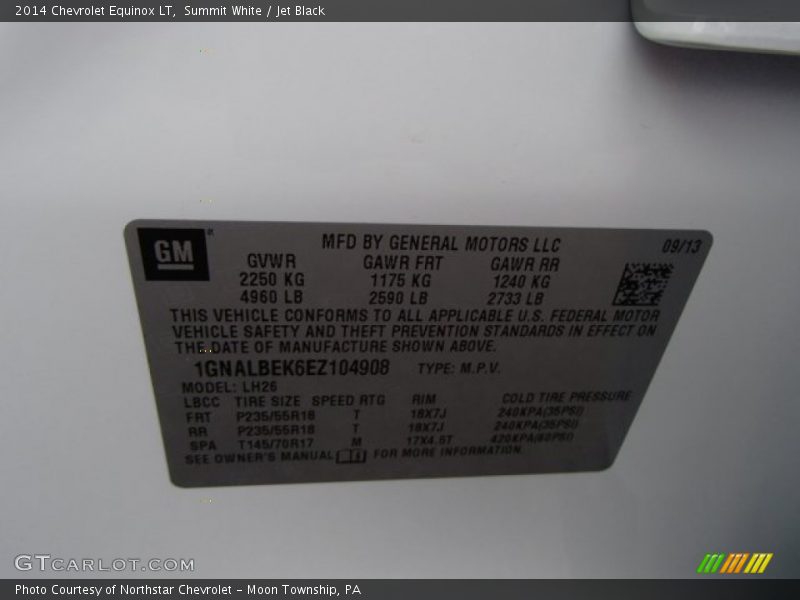 2014 Chevrolet Equinox LT,  Summit White / Jet Black
GM
MFD BY GENERAL MOTORS LLC 09/13
GVWR GAWR FRT GAWR RR
2250 KG 1175 KG 1240 KG
4960 LB 2590 LB 2733 LB
THIS VEHICLE CONFORMS TO ALL APPLICABLE U.S. FEDERAL MOTOR
VEHICLE SAFETY AND THEFT PREVENTION STANDARDS IN EFFECT ON
THE DATE OF MANUFACTURE SHOWN ABOVE.
1GNALBEK6EZ104908 TYPE: M.P.V.
MODEL: LH26
LBCC TIRE SIZE SPEED RTG RIM COLD TIRE PRESSURE
FRT P235/55R18 T 18X7J 240KPA(35PSI)
RR P235/55R18 T 18X7J 240KPA(35PSI)
SPA T145/70R17 M 17X4.5T 420KPA(60PSI)
SEE OWNER'S MANUAL FOR MORE INFORMATION.
GTCARLOT.COM
Photo Courtesy of Northstar Chevrolet - Moon Township, PA